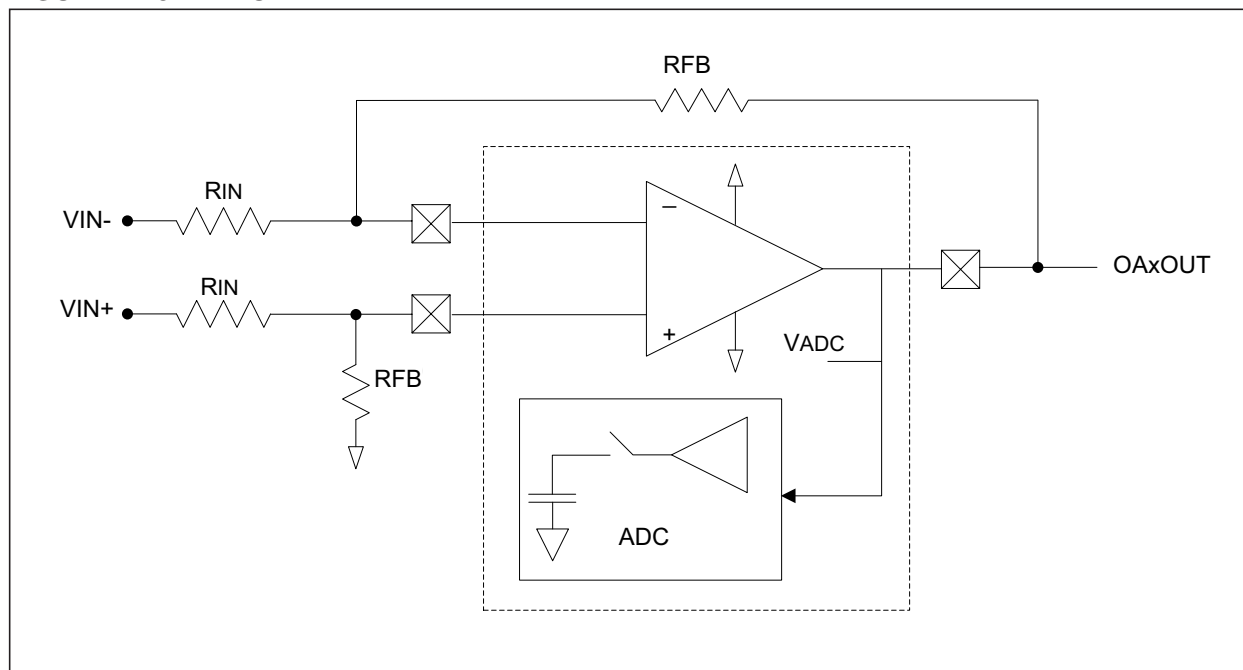 RFB
RIN
VIN-
−
RIN
VIN+
+
OAxOUT
VADC
RFB
ADC